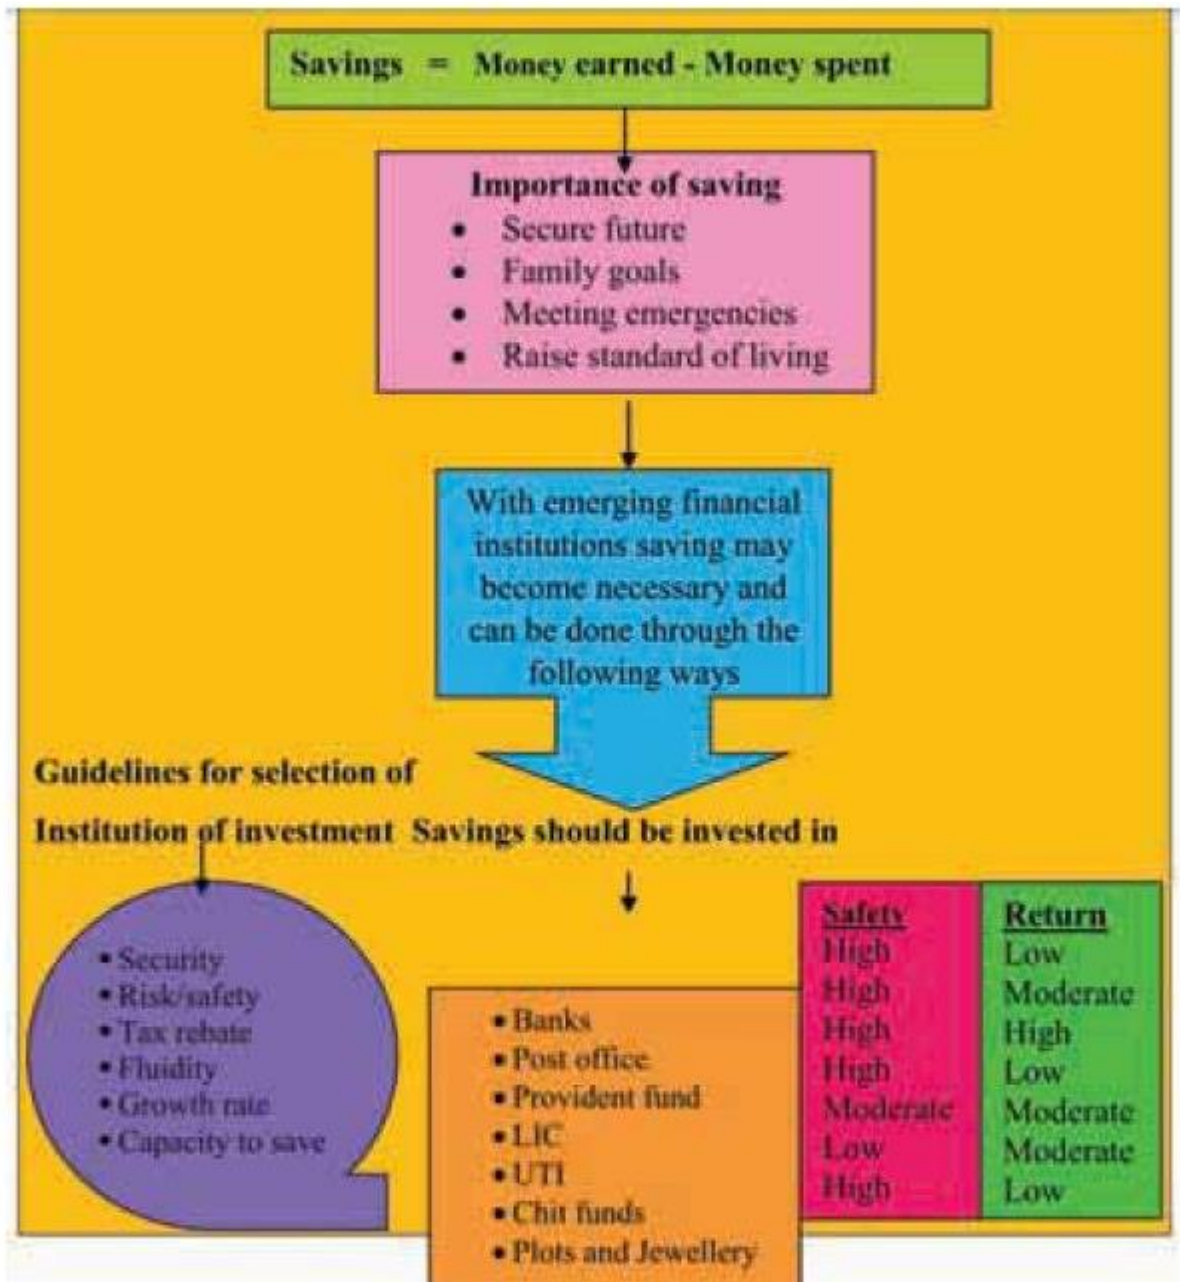 Savings = Money earned - Money spent
Importance of saving
• Secure future
• Family goals
• Meeting emergencies
• Raise standard of living
With emerging financial
institutions saving may
become necessary and
can be done through the
following ways
Guidelines for selection of
Institution of investment
Savings should be invested in
▪ Security
▪ Risk/safety
▪ Tax rebate
▪ Fluidity
▪ Growth rate
▪ Capacity to save
• Banks
• Post office
• Provident fund
• LIC
• UTI
• Chit funds
• Plots and Jewellery
Safety
High
High
High
High
Moderate
Low
High
Return
Low
Moderate
High
Low
Moderate
Moderate
Low